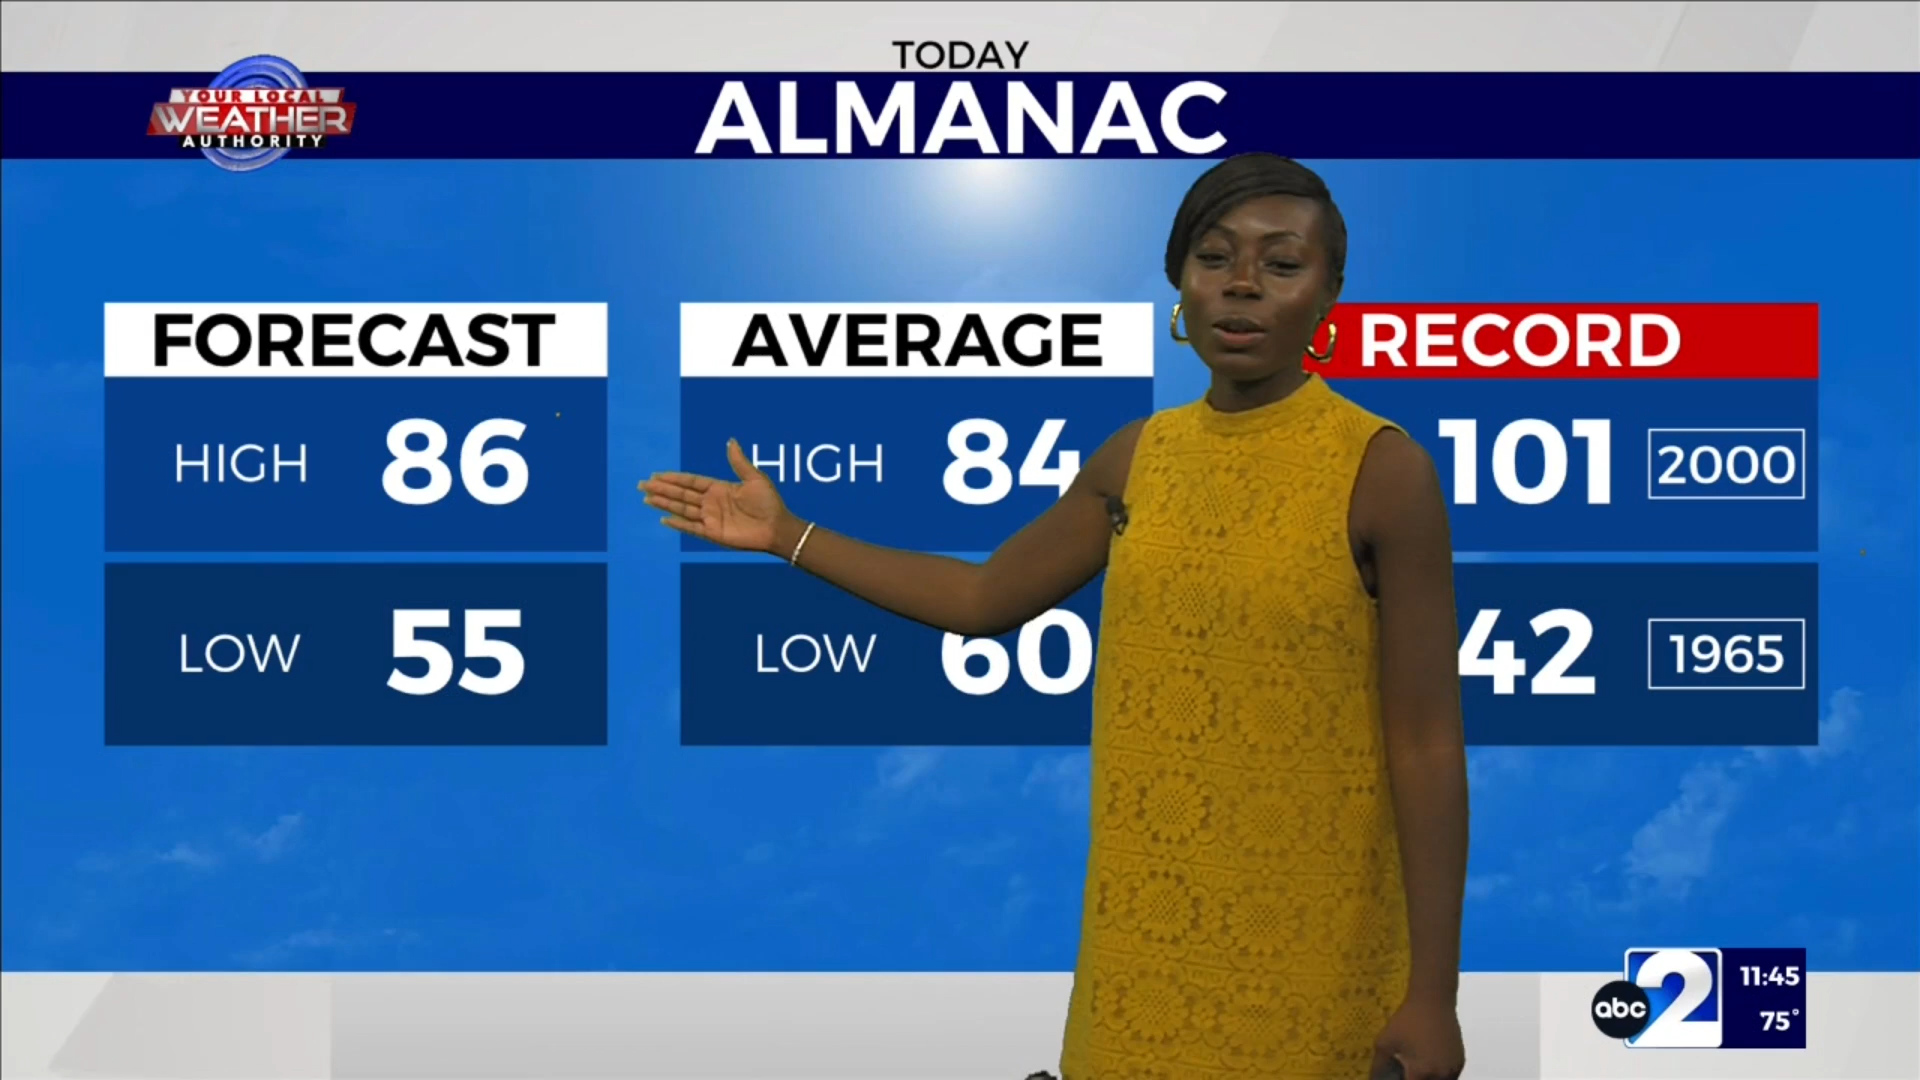 TODAY
ALMANAC
YOUR LOCAL
WEATHER
AUTHORITY
FORECAST
HIGH 86
LOW 55
AVERAGE
HIGH 84
LOW 60
RECORD
101 2000
42 1965
abc 2
11:45
75°